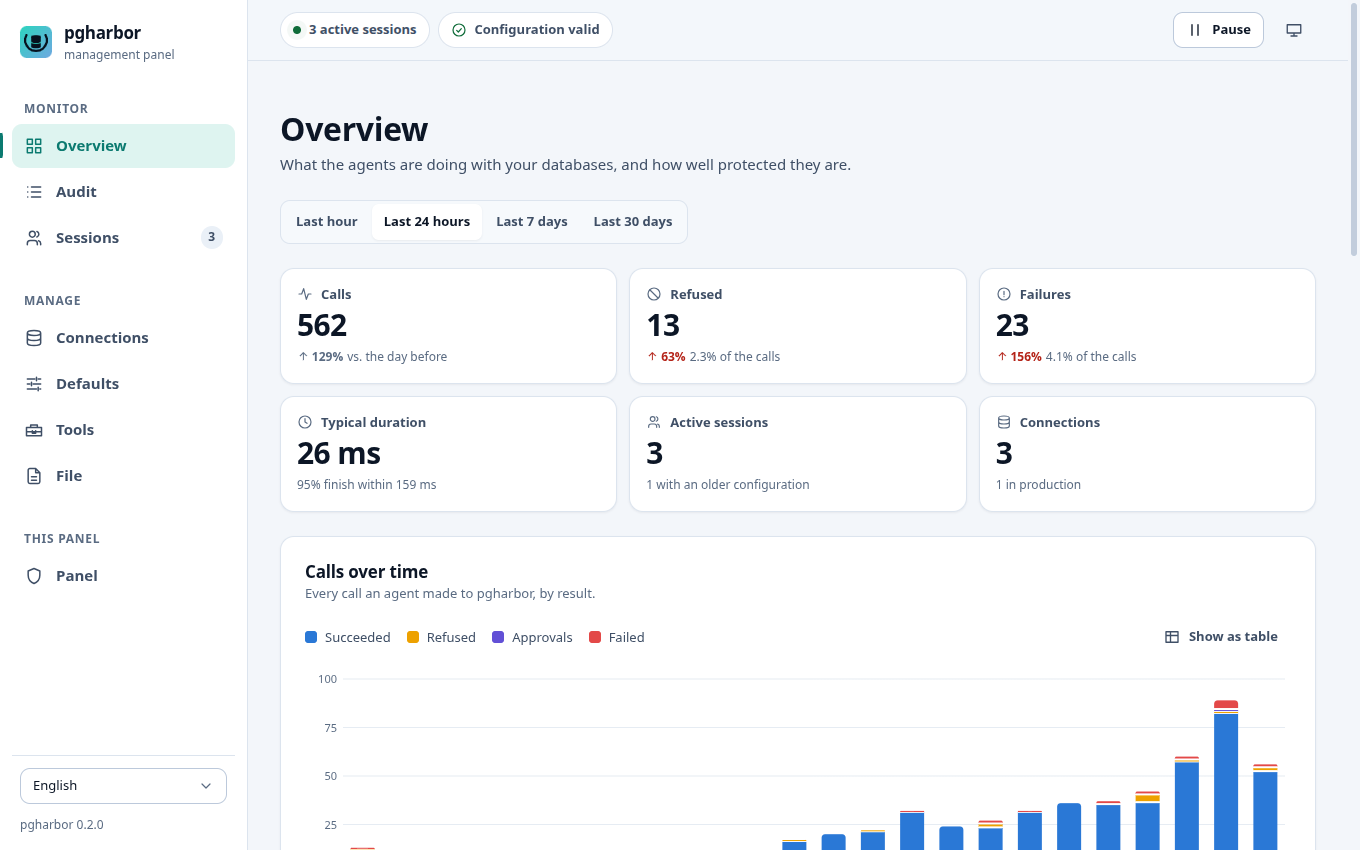 pgharbor
management panel
MONITOR
Overview
Audit
Sessions
3
MANAGE
Connections
Defaults
Tools
File
THIS PANEL
Panel
English
pgharbor 0.2.0
3 active sessions
Configuration valid
Pause
Overview
What the agents are doing with your databases, and how well protected they are.
Last hour
Last 24 hours
Last 7 days
Last 30 days
Calls
562
↑ 129% vs. the day before
Refused
13
↑ 63% 2.3% of the calls
Failures
23
↑ 156% 4.1% of the calls
Typical duration
26 ms
95% finish within 159 ms
Active sessions
3
1 with an older configuration
Connections
3
1 in production
Calls over time
Every call an agent made to pgharbor, by result.
Succeeded
Refused
Approvals
Failed
Show as table
100
75
50
25